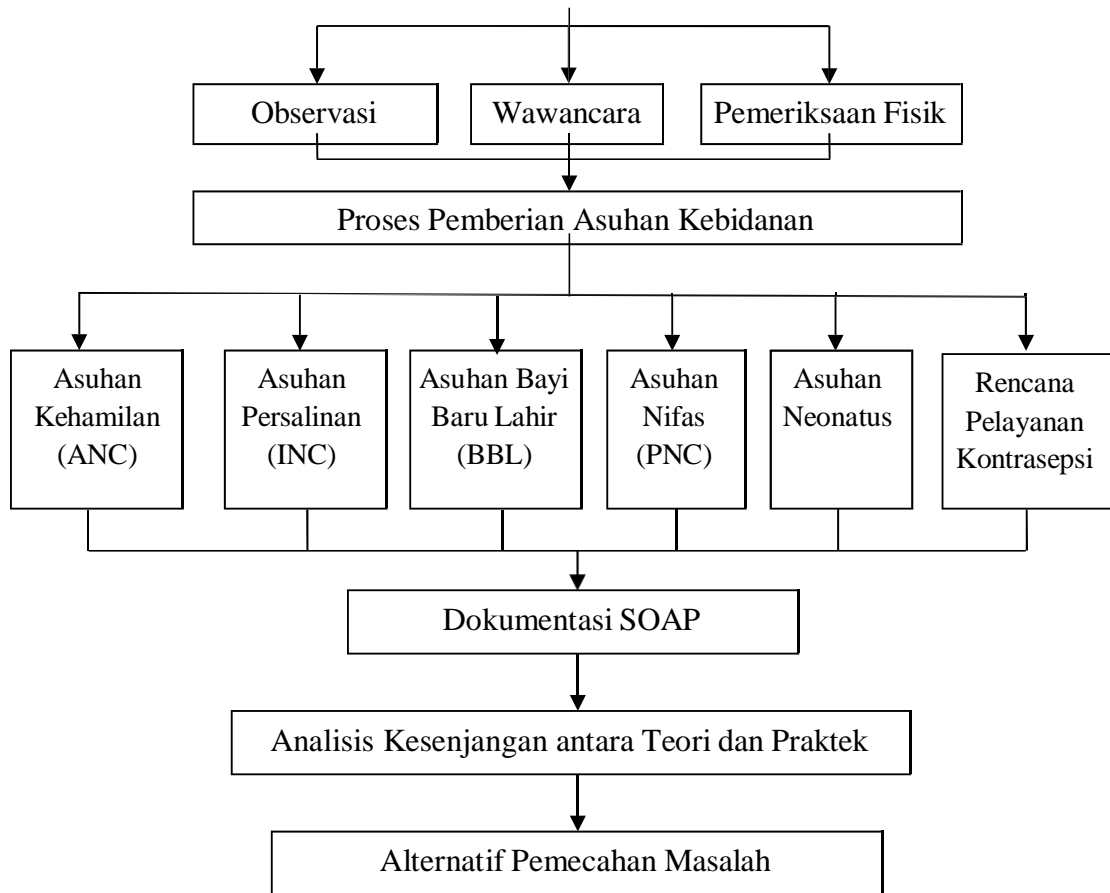 Observasi
Wawancara
Pemeriksaan Fisik
Proses Pemberian Asuhan Kebidanan
Asuhan
Kehamilan
(ANC)
Asuhan
Persalinan
(INC)
Asuhan Bayi
Baru Lahir
(BBL)
Asuhan
Nifas
(PNC)
Asuhan
Neonatus
Rencana
Pelayanan
Kontrasepsi
Dokumentasi SOAP
Analisis Kesenjangan antara Teori dan Praktek
Alternatif Pemecahan Masalah